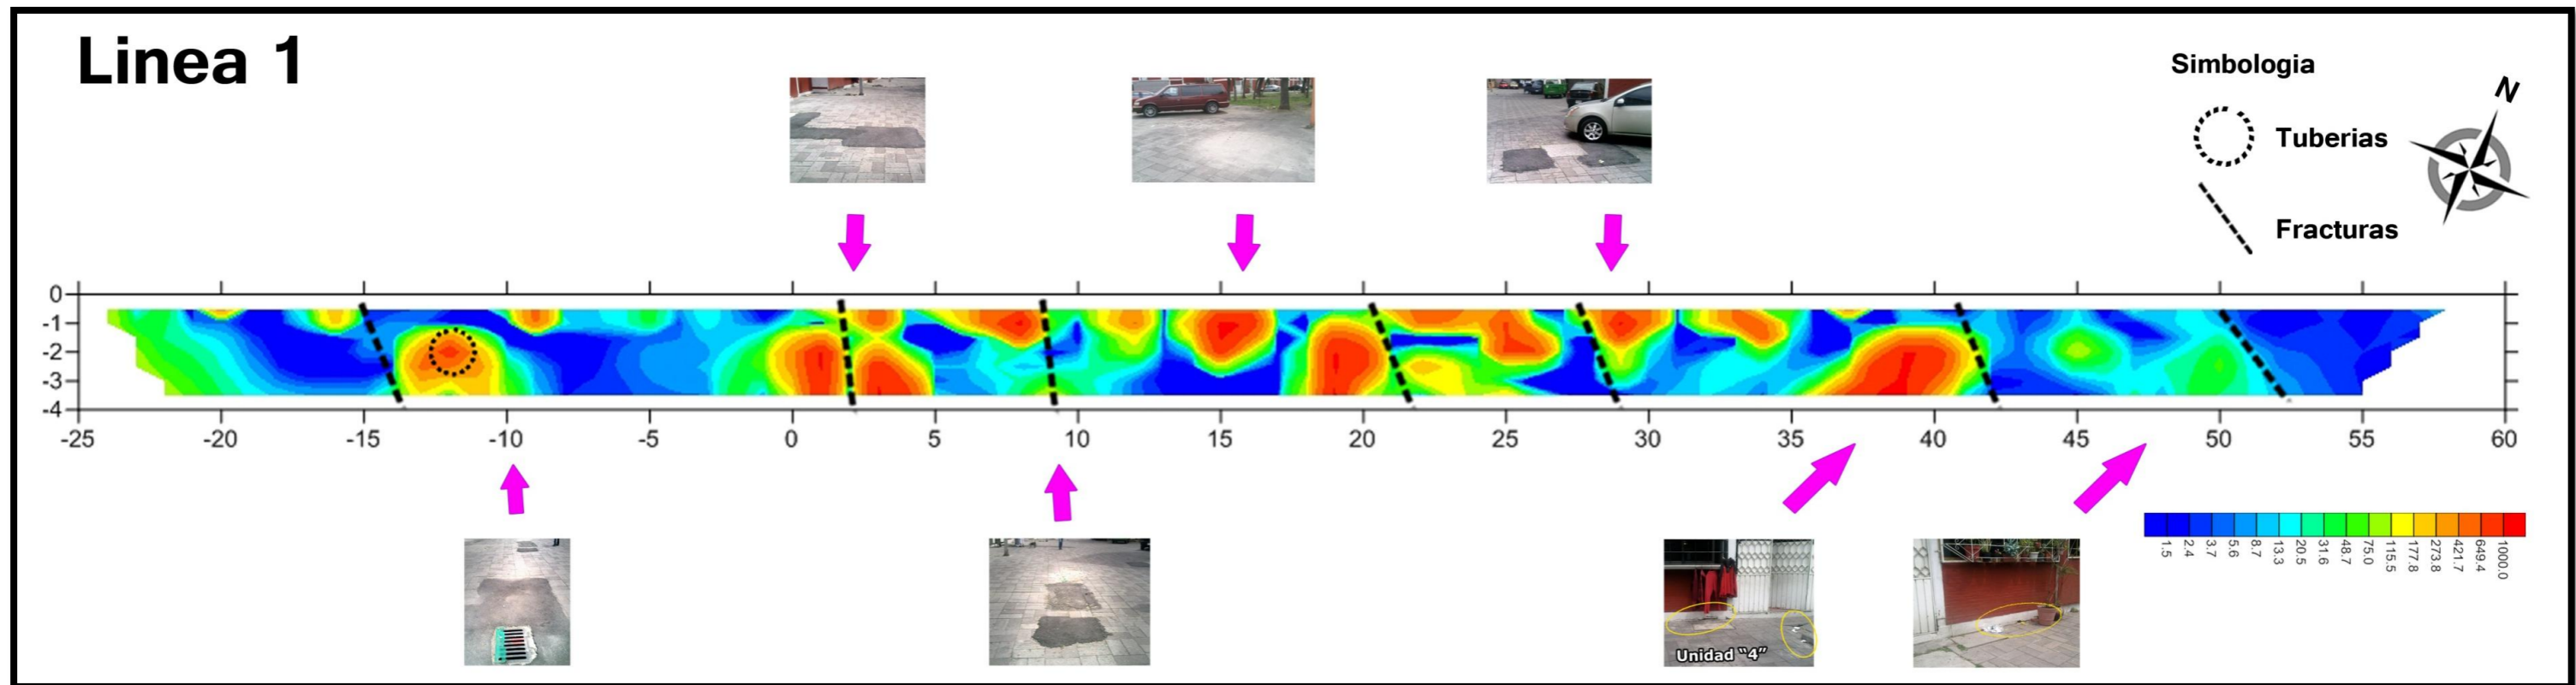 Linea 1
Simbologia
N
Tuberias
Fracturas
0
-1
-2
-3
-4
-25 -20 -15 -10 -5 0 5 10 15 20 25 30 35 40 45 50 55 60
1.5 2.4 3.7 5.6 8.7 13.3 20.5 31.6 48.7 75.0 115.5 177.8 273.8 421.7 649.4 1000.0
Unidad "4"